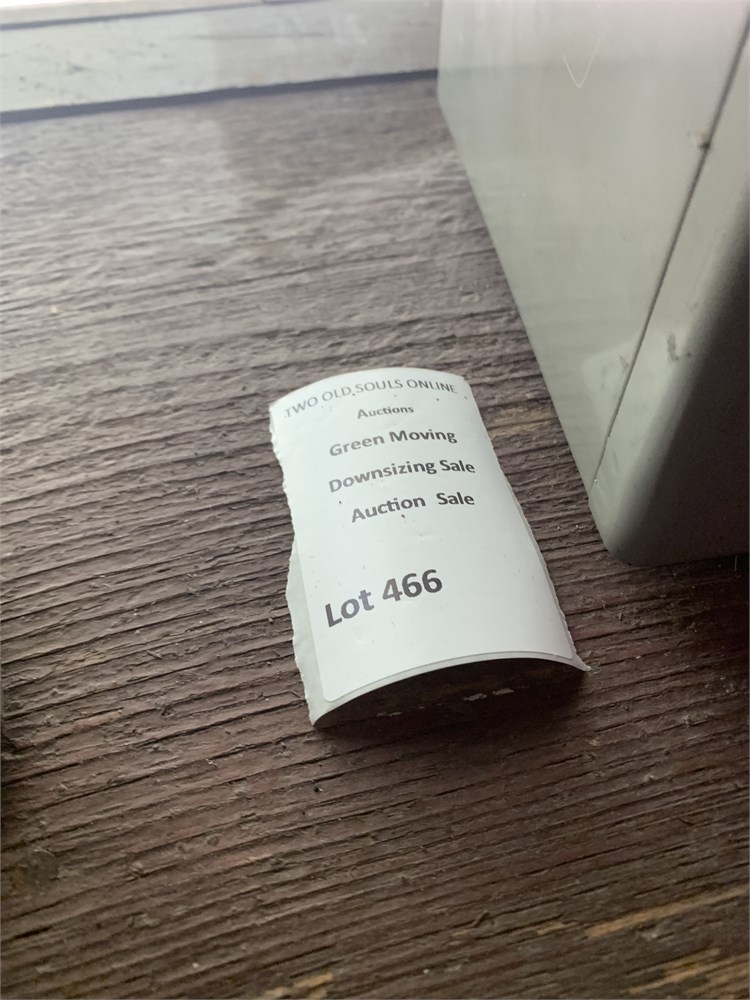 TWO OLD SOULS ONLINE
Auctions
Green Moving
Downsizing Sale
Auction Sale
Lot 466